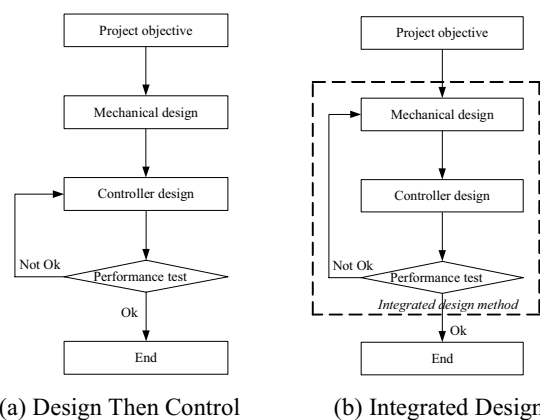 Project objective
Mechanical design
Controller design
Not Ok
Performance test
Ok
End
(a) Design Then Control
Project objective
Mechanical design
Controller design
Not Ok
Performance test
Integrated design method
Ok
End
(b) Integrated Design